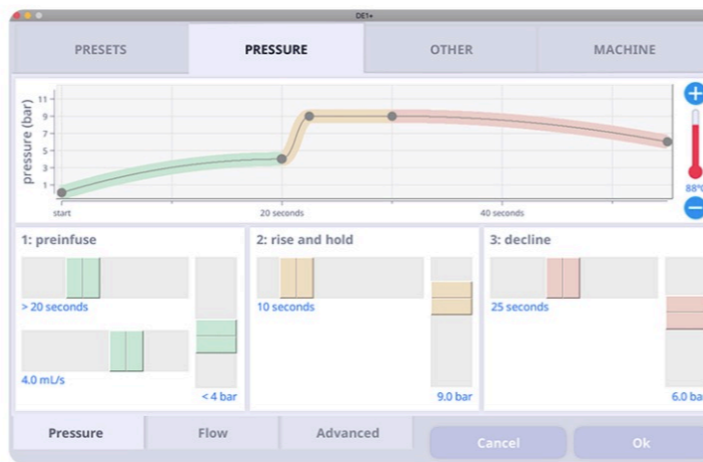 DE1+
PRESETS PRESSURE OTHER MACHINE
pressure (bar)
11
9
7
5
3
1
start 20 seconds 40 seconds
88°
1: preinfuse 2: rise and hold 3: decline
> 20 seconds 10 seconds 25 seconds
4.0 mL/s
< 4 bar 9.0 bar 6.0 ba
Pressure Flow Advanced Cancel Ok